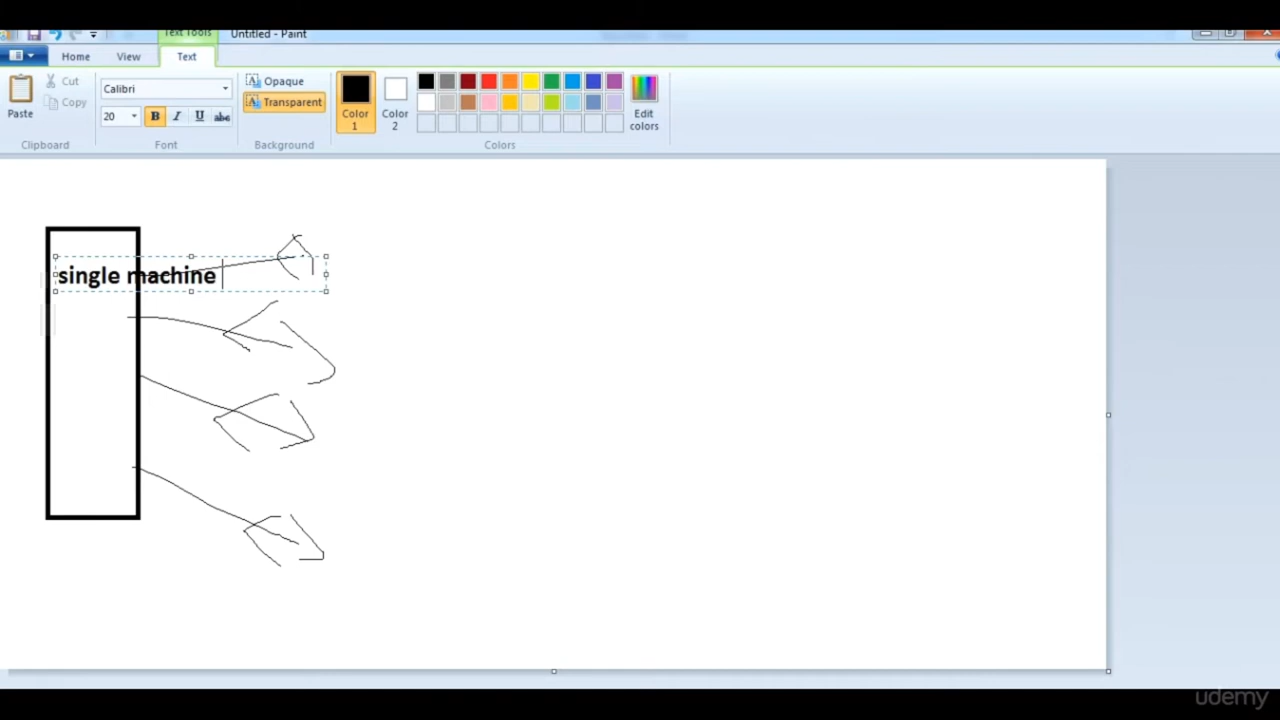 Text Tools
Untitled - Paint
Home
View
Text
Paste
Cut
Copy
Clipboard
Calibri
20
B
I
U
abc
Font
Opaque
Transparent
Background
Color
1
Color
2
Edit
colors
Colors
single machine
udemy